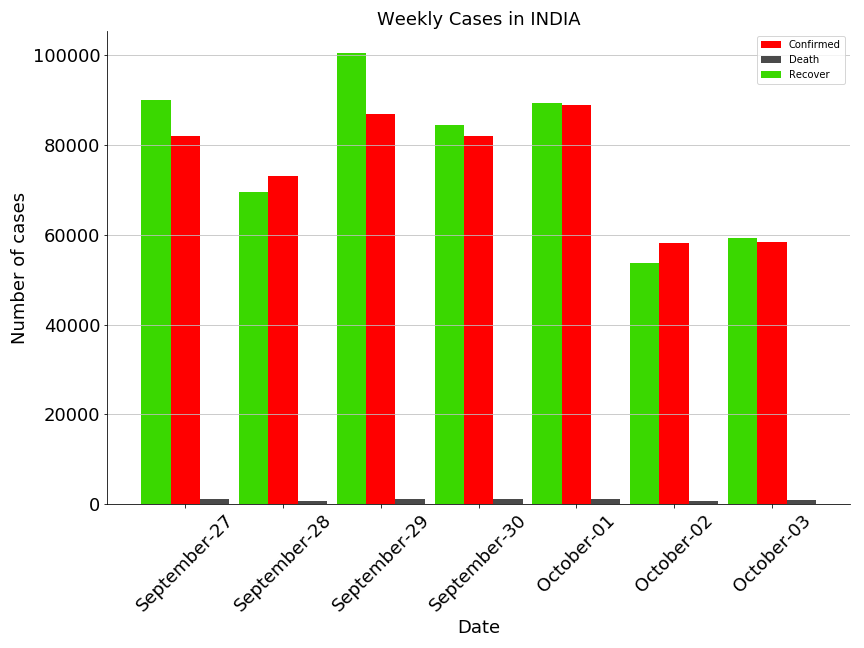 Weekly Cases in INDIA
Confirmed
Death
Recover
Number of cases
100000
80000
60000
40000
20000
0
September-27
September-28
September-29
September-30
October-01
October-02
October-03
Date